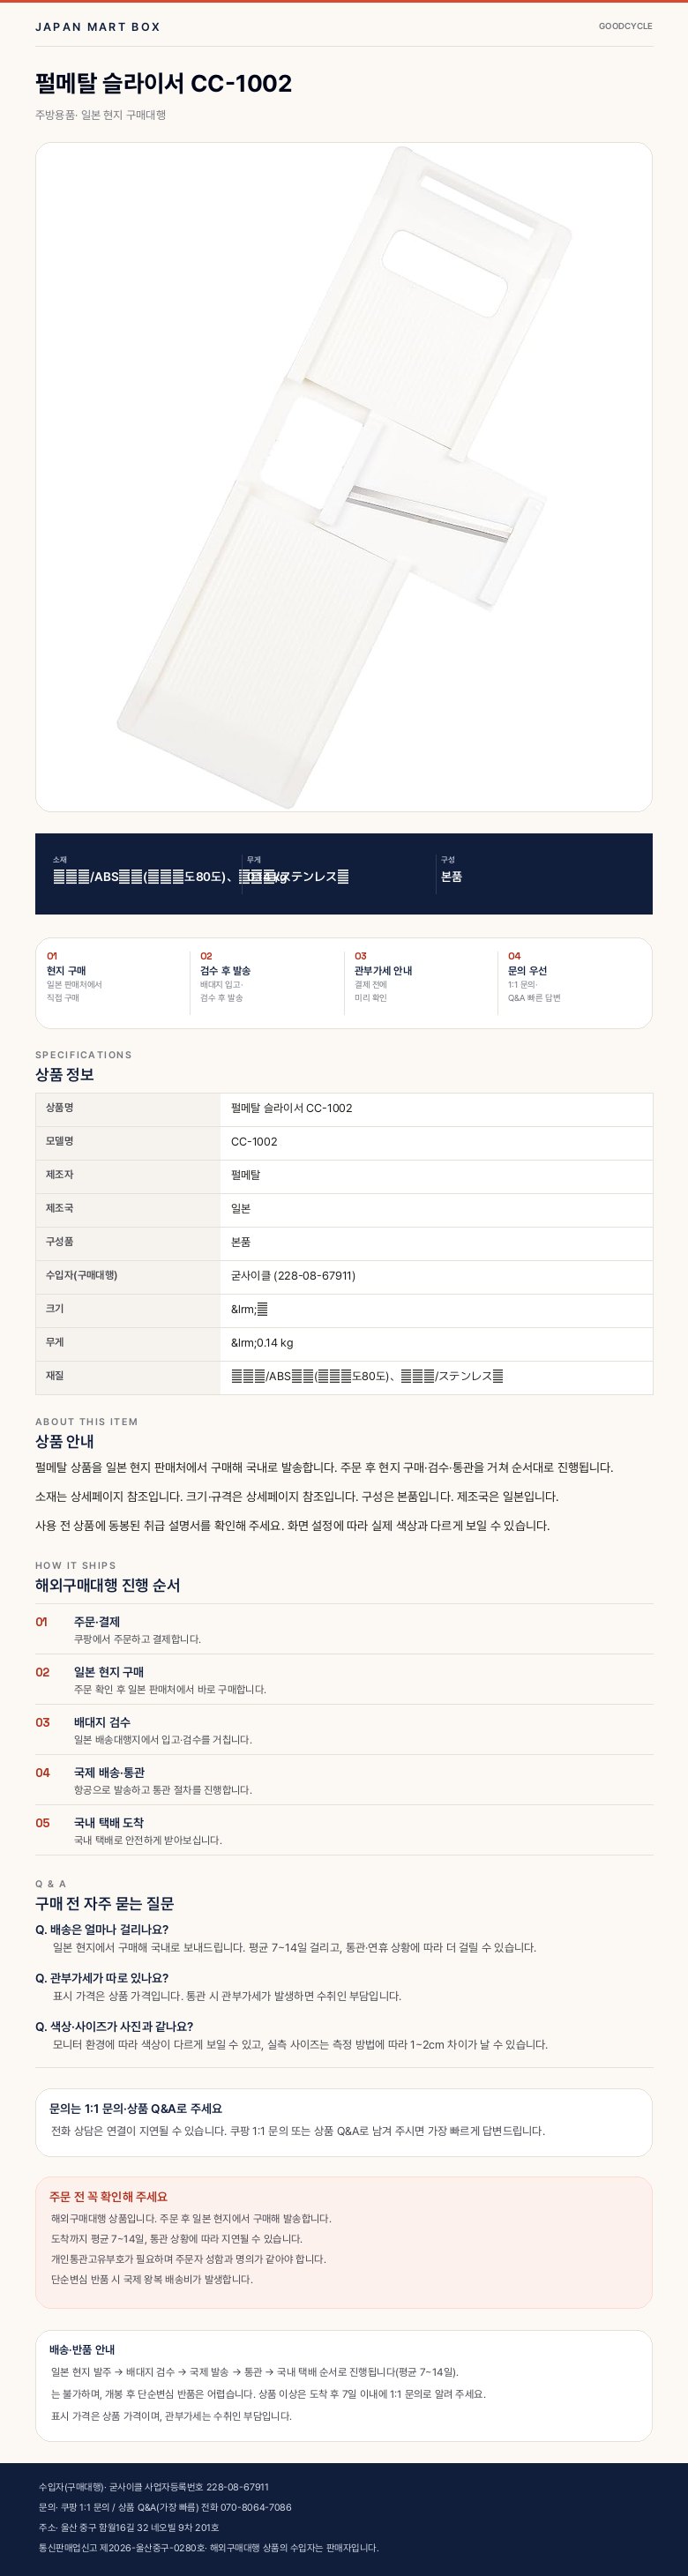 JAPAN MART BOX
GOODCYCLE
펄메탈 슬라이서 CC-1002
주방용품· 일본 현지 구매대행
소재
/ABS (도80도)、
무게
/ステンレス
구성
본품
01
현지 구매
일본 판매처에서
직접 구매
02
검수 후 발송
배대지 입고·
검수 후 발송
03
관부가세 안내
결제 전에
미리 확인
04
문의 우선
1:1 문의·
Q&A 빠른 답변
SPECIFICATIONS
상품 정보
상품명 펄메탈 슬라이서 CC-1002
모델명 CC-1002
제조자 펄메탈
제조국 일본
구성품 본품
수입자(구매대행) 굳사이클 (228-08-67911)
크기 &lrm;
무게 &lrm;0.14 kg
재질 /ABS (도80도)、 /ステンレス
ABOUT THIS ITEM
상품 안내
펄메탈 상품을 일본 현지 판매처에서 구매해 국내로 발송합니다. 주문 후 현지 구매·검수·통관을 거쳐 순서대로 진행됩니다.
소재는 상세페이지 참조입니다. 크기·규격은 상세페이지 참조입니다. 구성은 본품입니다. 제조국은 일본입니다.
사용 전 상품에 동봉된 취급 설명서를 확인해 주세요. 화면 설정에 따라 실제 색상과 다르게 보일 수 있습니다.
HOW IT SHIPS
해외구매대행 진행 순서
01 주문·결제
쿠팡에서 주문하고 결제합니다.
02 일본 현지 구매
주문 확인 후 일본 판매처에서 바로 구매합니다.
03 배대지 검수
일본 배송대행지에서 입고·검수를 거칩니다.
04 국제 배송·통관
항공으로 발송하고 통관 절차를 진행합니다.
05 국내 택배 도착
국내 택배로 안전하게 받아보십니다.
Q & A
구매 전 자주 묻는 질문
Q. 배송은 얼마나 걸리나요?
일본 현지에서 구매해 국내로 보내드립니다. 평균 7~14일 걸리고, 통관·연휴 상황에 따라 더 걸릴 수 있습니다.
Q. 관부가세가 따로 있나요?
표시 가격은 상품 가격입니다. 통관 시 관부가세가 발생하면 수취인 부담입니다.
Q. 색상·사이즈가 사진과 같나요?
모니터 환경에 따라 색상이 다르게 보일 수 있고, 실측 사이즈는 측정 방법에 따라 1~2cm 차이가 날 수 있습니다.
문의는 1:1 문의·상품 Q&A로 주세요
전화 상담은 연결이 지연될 수 있습니다. 쿠팡 1:1 문의 또는 상품 Q&A로 남겨 주시면 가장 빠르게 답변드립니다.
주문 전 꼭 확인해 주세요
해외구매대행 상품입니다. 주문 후 일본 현지에서 구매해 발송합니다.
도착까지 평균 7~14일, 통관 상황에 따라 지연될 수 있습니다.
개인통관고유부호가 필요하며 주문자 성함과 명의가 같아야 합니다.
단순변심 반품 시 국제 왕복 배송비가 발생합니다.
배송·반품 안내
일본 현지 발주 → 배대지 검수 → 국제 발송 → 통관 → 국내 택배 순서로 진행됩니다(평균 7~14일).
는 불가하며, 개봉 후 단순변심 반품은 어렵습니다. 상품 이상은 도착 후 7일 이내에 1:1 문의로 알려 주세요.
표시 가격은 상품 가격이며, 관부가세는 수취인 부담입니다.
수입자(구매대행)· 굳사이클 사업자등록번호 228-08-67911
문의· 쿠팡 1:1 문의 / 상품 Q&A(가장 빠름) 전화 070-8064-7086
주소· 울산 중구 함월16길 32 네오빌 9차 201호
통신판매업신고 제2026-울산중구-0280호· 해외구매대행 상품의 수입자는 판매자입니다.